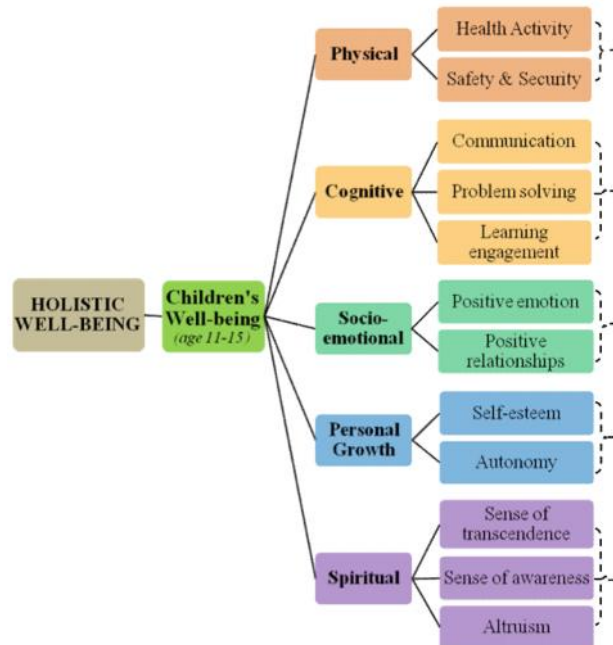 HOLISTIC
WELL-BEING
Children's
Well-being
(age 11-15)
Physical
Health Activity
Safety & Security
Cognitive
Communication
Problem solving
Learning
engagement
Socio-
emotional
Positive emotion
Positive
relationships
Personal
Growth
Self-esteem
Autonomy
Spiritual
Sense of
transcendence
Sense of awareness
Altruism